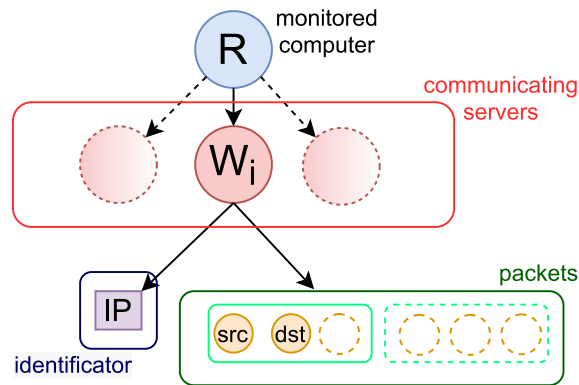 monitored
computer
R
communicating
servers
Wi
packets
IP
src dst
identificator